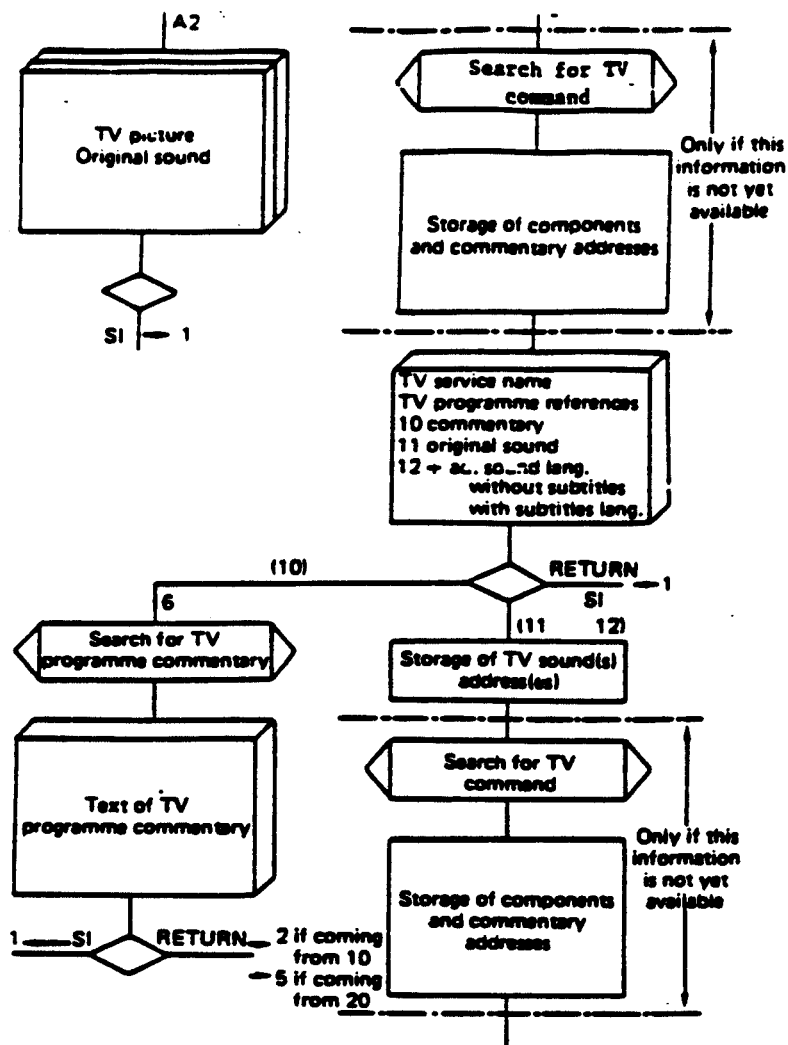 A2
TV picture
Original sound
SI
1
Search for TV
command
Storage of components
and commentary addresses
Only if this
information
is not yet
available
TV service name
TV programme references
10 commentary
11 original sound
12 + sound lang.
without subtitles
with subtitles lang.
(10)
RETURN
1
SI
6
(11 12)
Search for TV
programme commentary
Storage of TV sound(s)
address(es)
Text of TV
programme commentary
Search for TV
command
Storage of components
and commentary
addresses
Only if this
information
is not yet
available
1
SI
RETURN
2 if coming
from 10
5 if coming
from 20